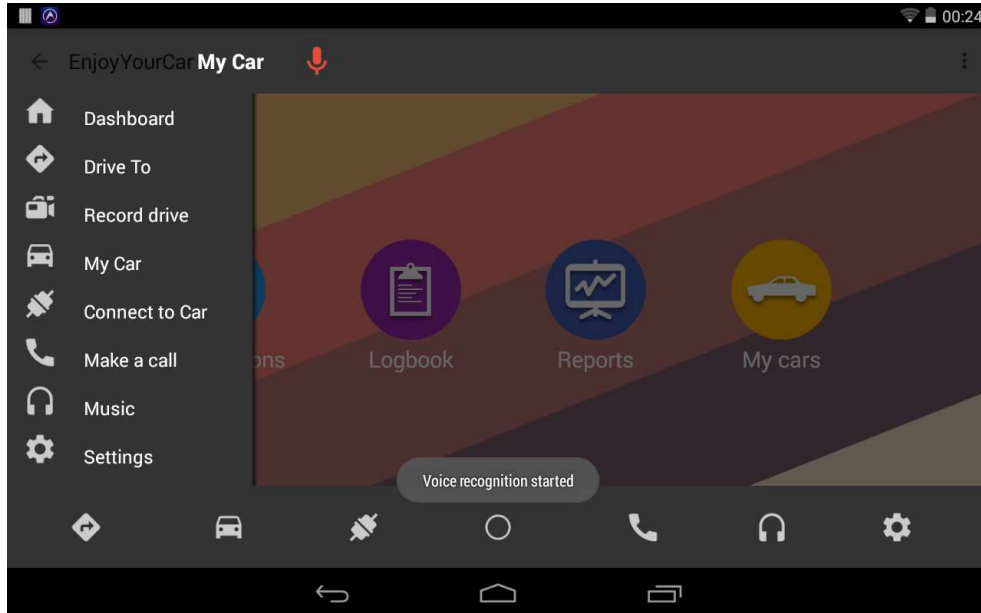 00:24
EnjoyYourCar My Car
Dashboard
Drive To
Record drive
My Car
Connect to Car
Make a call
Music
Settings
ons
Logbook
Reports
My cars
Voice recognition started